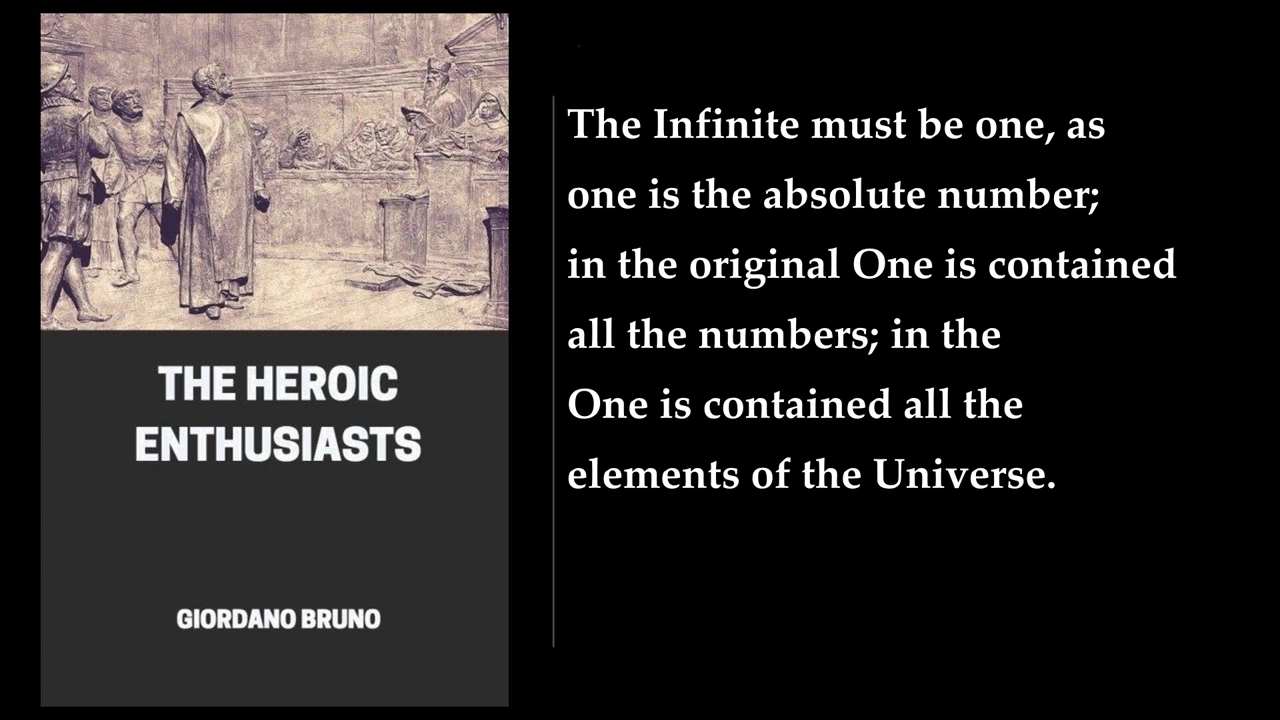 THE HEROIC
ENTHUSIASTS
GIORDANO BRUNO
The Infinite must be one, as
one is the absolute number;
in the original One is contained
all the numbers; in the
One is contained all the
elements of the Universe.